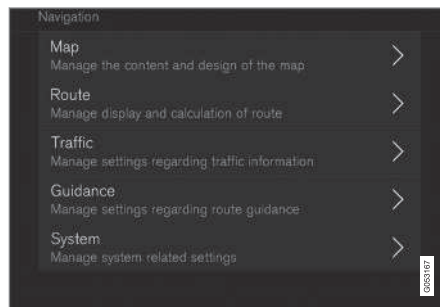 Navigation
Map
Manage the content and design of the map
Route
Manage display and calculation of route
Traffic
Manage settings regarding traffic information
Guidance
Manage settings regarding route guidance
System
Manage system related settings
G053167